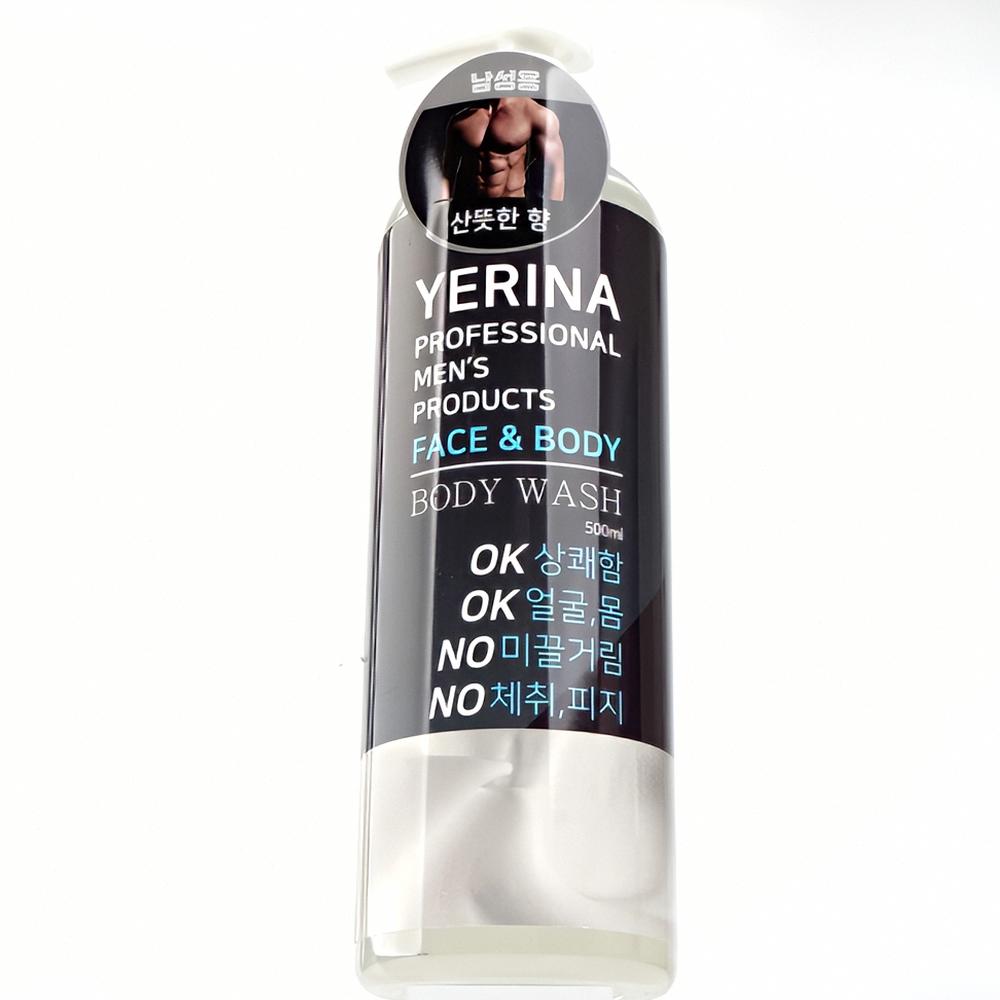 남성용
산뜻한 향
YERINA
PROFESSIONAL
MEN'S
PRODUCTS
FACE & BODY
BODY WASH
500ml
OK 상쾌함
OK 얼굴,몸
NO 미끌거림
NO 체취,피지